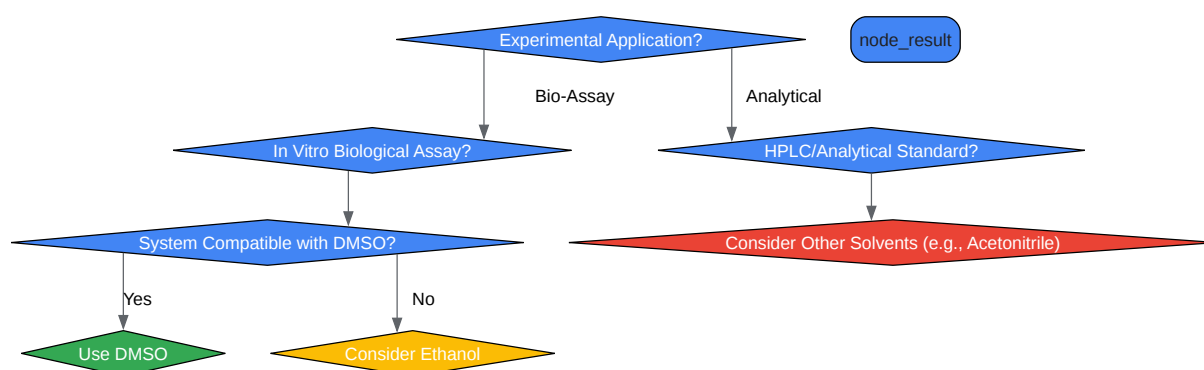 Experimental Application?
node_result
Bio-Assay
Analytical
In Vitro Biological Assay?
HPLC/Analytical Standard?
System Compatible with DMSO?
Consider Other Solvents (e.g., Acetonitrile)
Yes
No
Use DMSO
Consider Ethanol